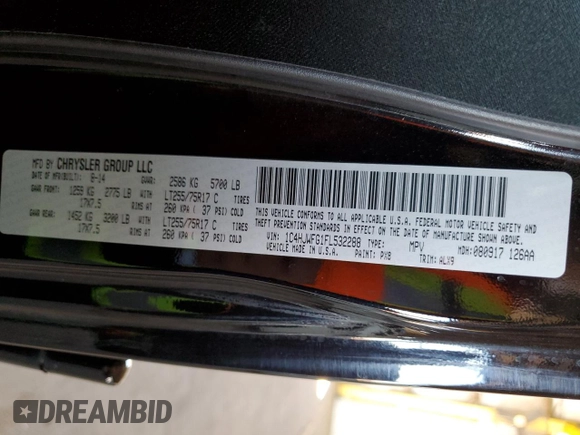 MFD BY CHRYSLER GROUP LLC
DATE OF MFR(BUILT): 8-14 GVWR: 2586 KG 5700 LB
GAWR FRONT: 1259 KG 2775 LB WITH LT255/75R17 C TIRES
17X7.5 RIMS AT 260 KPA ( 37 PSI) COLD
GAWR REAR: 1452 KG 3200 LB WITH LT255/75R17 C TIRES
17X7.5 RIMS AT 260 KPA ( 37 PSI) COLD
THIS VEHICLE CONFORMS TO ALL APPLICABLE U.S.A. FEDERAL MOTOR VEHICLE SAFETY AND
THEFT PREVENTION STANDARDS IN EFFECT ON THE DATE OF MANUFACTURE SHOWN ABOVE.
VIN: 1C4HJWFG1FL532288 TYPE: MPV MDH: 080917 126AA
VEHICLE MADE IN U.S.A. PAINT: PX8 TRIM: ALX9
DREAMBID